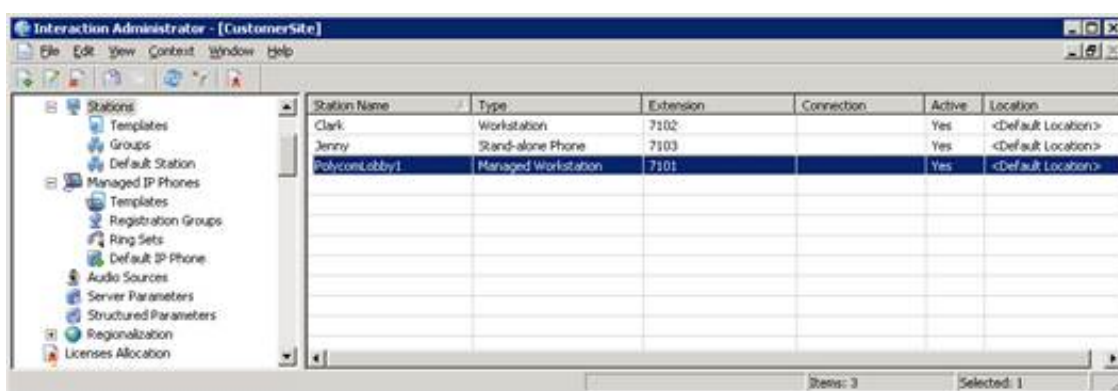 Interaction Administrator - [CustomerSite]
File Edit View Context Window Help
Stations
Templates
Groups
Default Station
Managed IP Phones
Templates
Registration Groups
Ring Sets
Default IP Phone
Audio Sources
Server Parameters
Structured Parameters
Regionalization
Licenses Allocation
Station Name Type Extension Connection Active Location
Clark Workstation 7102 Yes <Default Location>
Jenny Stand-alone Phone 7103 Yes <Default Location>
PolycomLobby1 Managed Workstation 7101 Yes <Default Location>
Items: 3 Selected: 1